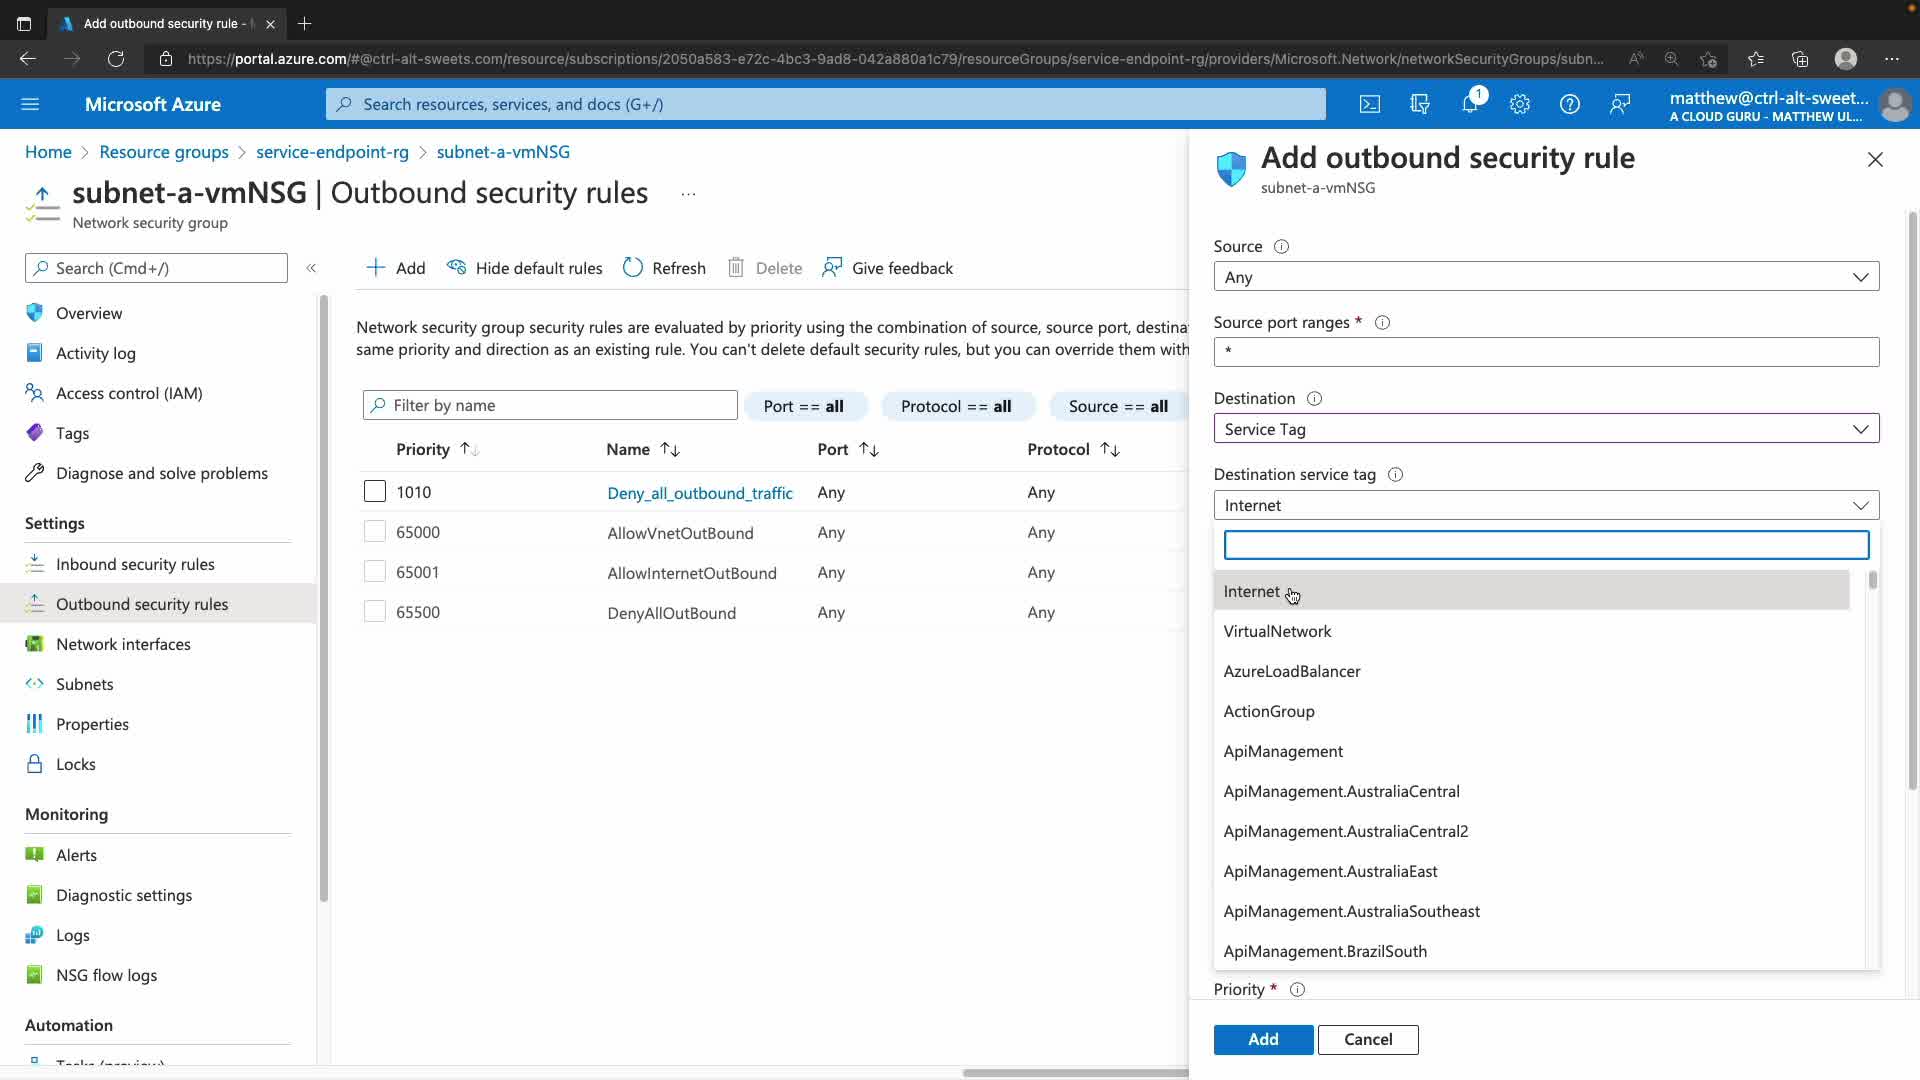 Add outbound security rule -
https://portal.azure.com/#@ctrl-alt-sweets.com/resource/subscriptions/2050a583-e72c-4bc3-9ad8-042a880a1c79/resourceGroups/service-endpoint-rg/providers/Microsoft.Network/networkSecurityGroups/subn...
Microsoft Azure
Search resources, services, and docs (G+/)
1
matthew@ctrl-alt-sweet...
A CLOUD GURU - MATTHEW UL...
Home > Resource groups > service-endpoint-rg > subnet-a-vmNSG
subnet-a-vmNSG | Outbound security rules ...
Network security group
Search (Cmd+/)
«
Overview
Activity log
Access control (IAM)
Tags
Diagnose and solve problems
Settings
Inbound security rules
Outbound security rules
Network interfaces
Subnets
Properties
Locks
Monitoring
Alerts
Diagnostic settings
Logs
NSG flow logs
Automation
Tasks (preview)
Add Hide default rules Refresh Delete Give feedback
Network security group security rules are evaluated by priority using the combination of source, source port, destina
same priority and direction as an existing rule. You can't delete default security rules, but you can override them with
Filter by name
Port == all
Protocol == all
Source == all
Priority Name Port Protocol
1010 Deny_all_outbound_traffic Any Any
65000 AllowVnetOutBound Any Any
65001 AllowInternetOutBound Any Any
65500 DenyAllOutBound Any Any
Add outbound security rule
subnet-a-vmNSG
Source
Any
Source port ranges *
*
Destination
Service Tag
Destination service tag
Internet
Internet
VirtualNetwork
AzureLoadBalancer
ActionGroup
ApiManagement
ApiManagement.AustraliaCentral
ApiManagement.AustraliaCentral2
ApiManagement.AustraliaEast
ApiManagement.AustraliaSoutheast
ApiManagement.BrazilSouth
Priority *
Add
Cancel